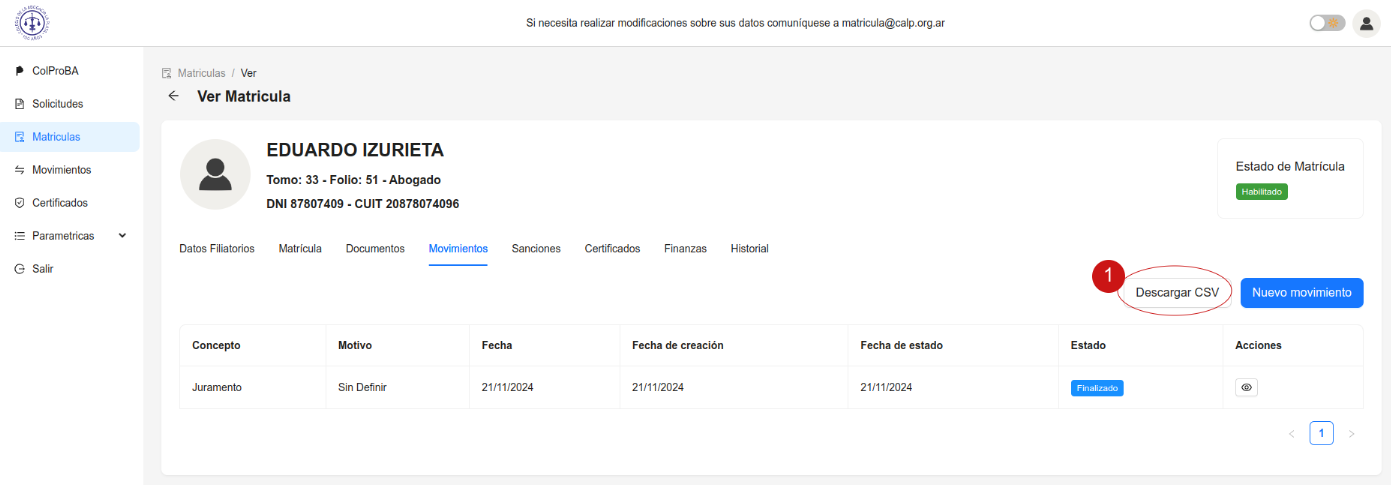 Si necesita realizar modificaciones sobre sus datos comuníquese a matricula@calp.org.ar
ColProBA
Solicitudes
Matriculas
Movimientos
Certificados
Parametricas
Salir
Matriculas / Ver
Ver Matricula
EDUARDO IZURIETA
Tomo: 33 - Folio: 51 - Abogado
DNI 87807409 - CUIT 20878074096
Estado de Matrícula
Habilitado
Datos Filiatorios Matrícula Documentos Movimientos Sanciones Certificados Finanzas Historial
1
Descargar CSV Nuevo movimiento
Concepto Motivo Fecha Fecha de creación Fecha de estado Estado Acciones
Juramento Sin Definir 21/11/2024 21/11/2024 21/11/2024 Finalizado
< 1 >